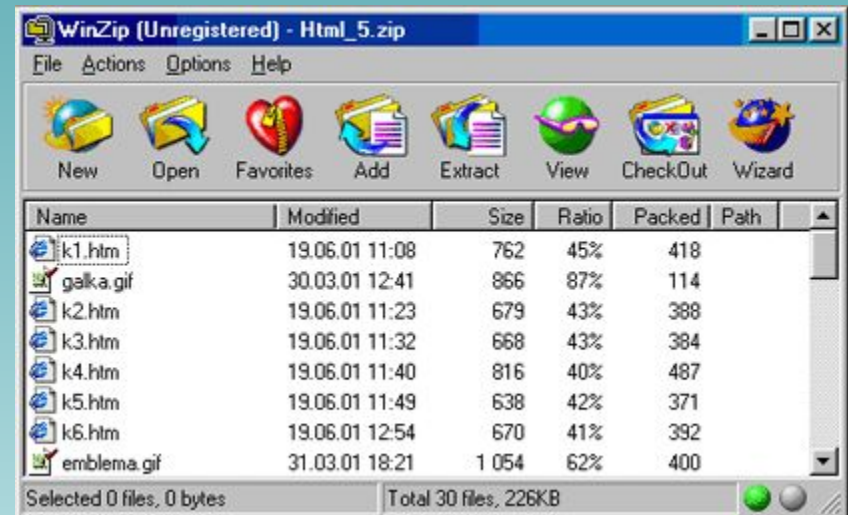 WinZip (Unregistered) - Html_5.zip
File Actions Options Help
New Open Favorites Add Extract View CheckOut Wizard
Name Modified Size Ratio Packed Path
k1.htm 19.06.01 11:08 762 45% 418
galka.gif 30.03.01 12:41 866 87% 114
k2.htm 19.06.01 11:23 679 43% 388
k3.htm 19.06.01 11:32 668 43% 384
k4.htm 19.06.01 11:40 816 40% 487
k5.htm 19.06.01 11:49 638 42% 371
k6.htm 19.06.01 12:54 670 41% 392
emblema.gif 31.03.01 18:21 1 054 62% 400
Selected 0 files, 0 bytes Total 30 files, 226KB